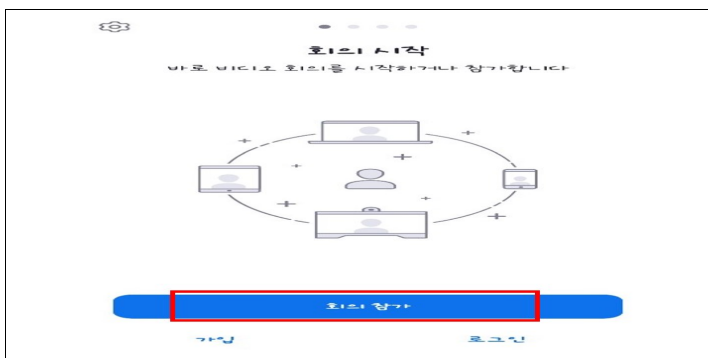 회의 시작
바로 비디오 회의를 시작하거나 참가합니다
회의 참가
가입
로그인